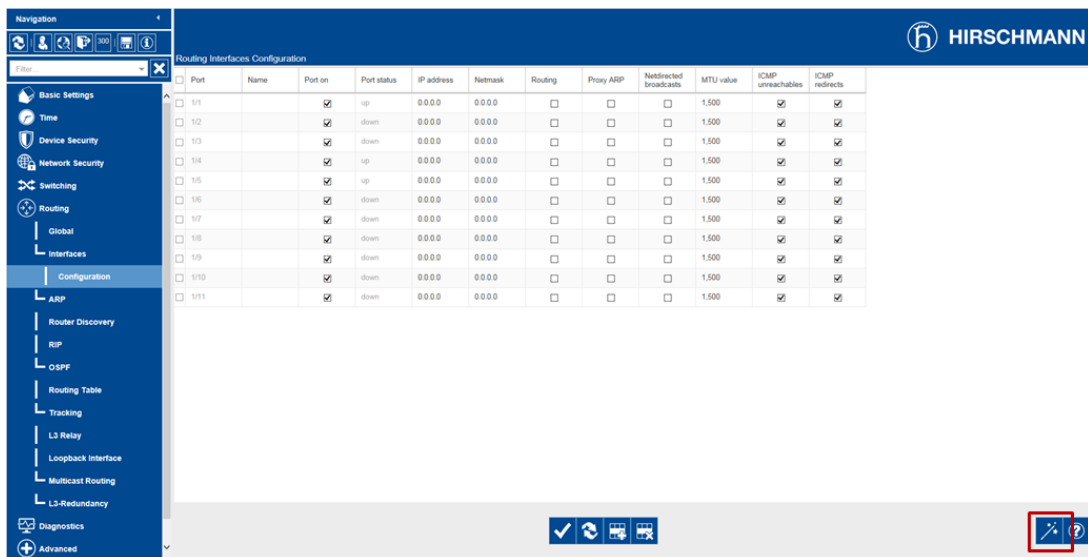 Navigation
300
Filter...
Basic Settings
Time
Device Security
Network Security
Switching
Routing
Global
Interfaces
Configuration
ARP
Router Discovery
RIP
OSPF
Routing Table
Tracking
L3 Relay
Loopback Interface
Multicast Routing
L3-Redundancy
Diagnostics
Advanced
HIRSCHMANN
Routing Interfaces Configuration
Port Name Port on Port status IP address Netmask Routing Proxy ARP Netdirected broadcasts MTU value ICMP unreachables ICMP redirects
1/1 up 0.0.0.0 0.0.0.0 1,500
1/2 down 0.0.0.0 0.0.0.0 1,500
1/3 down 0.0.0.0 0.0.0.0 1,500
1/4 up 0.0.0.0 0.0.0.0 1,500
1/5 up 0.0.0.0 0.0.0.0 1,500
1/6 down 0.0.0.0 0.0.0.0 1,500
1/7 down 0.0.0.0 0.0.0.0 1,500
1/8 down 0.0.0.0 0.0.0.0 1,500
1/9 down 0.0.0.0 0.0.0.0 1,500
1/10 down 0.0.0.0 0.0.0.0 1,500
1/11 down 0.0.0.0 0.0.0.0 1,500